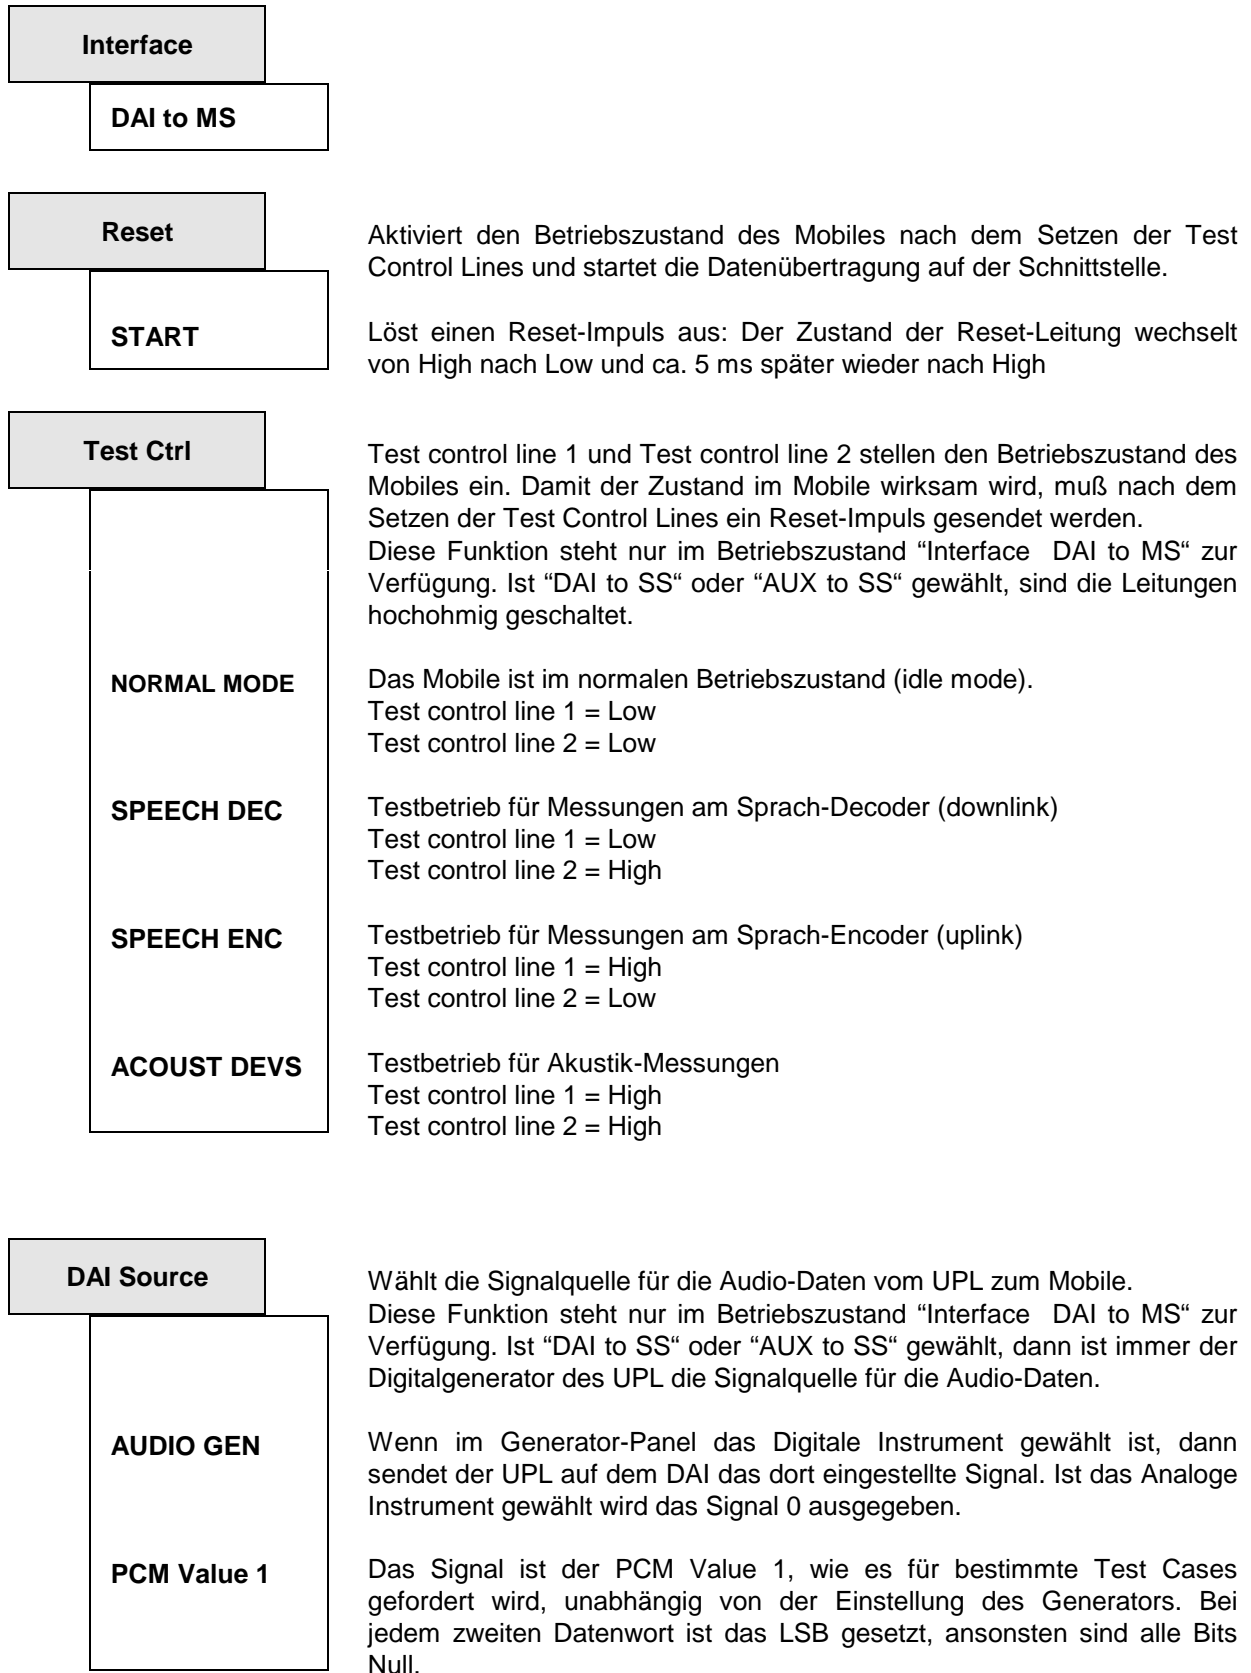 Interface
DAI to MS
Reset
Aktiviert den Betriebszustand des Mobiles nach dem Setzen der Test
Control Lines und startet die Datenübertragung auf der Schnittstelle.
START
Löst einen Reset-Impuls aus: Der Zustand der Reset-Leitung wechselt
von High nach Low und ca. 5 ms später wieder nach High
Test Ctrl
Test control line 1 und Test control line 2 stellen den Betriebszustand des
Mobiles ein. Damit der Zustand im Mobile wirksam wird, muß nach dem
Setzen der Test Control Lines ein Reset-Impuls gesendet werden.
Diese Funktion steht nur im Betriebszustand “Interface  DAI to MS“ zur
Verfügung. Ist “DAI to SS“ oder “AUX to SS“ gewählt, sind die Leitungen
hochohmig geschaltet.
NORMAL MODE
Das Mobile ist im normalen Betriebszustand (idle mode).
Test control line 1 = Low
Test control line 2 = Low
SPEECH DEC
Testbetrieb für Messungen am Sprach-Decoder (downlink)
Test control line 1 = Low
Test control line 2 = High
SPEECH ENC
Testbetrieb für Messungen am Sprach-Encoder (uplink)
Test control line 1 = High
Test control line 2 = Low
ACOUST DEVS
Testbetrieb für Akustik-Messungen
Test control line 1 = High
Test control line 2 = High
DAI Source
Wählt die Signalquelle für die Audio-Daten vom UPL zum Mobile.
Diese Funktion steht nur im Betriebszustand “Interface  DAI to MS“ zur
Verfügung. Ist “DAI to SS“ oder “AUX to SS“ gewählt, dann ist immer der
Digitalgenerator des UPL die Signalquelle für die Audio-Daten.
AUDIO GEN
Wenn im Generator-Panel das Digitale Instrument gewählt ist, dann
sendet der UPL auf dem DAI das dort eingestellte Signal. Ist das Analoge
Instrument gewählt wird das Signal 0 ausgegeben.
PCM Value 1
Das Signal ist der PCM Value 1, wie es für bestimmte Test Cases
gefordert wird, unabhängig von der Einstellung des Generators. Bei
jedem zweiten Datenwort ist das LSB gesetzt, ansonsten sind alle Bits
Null.